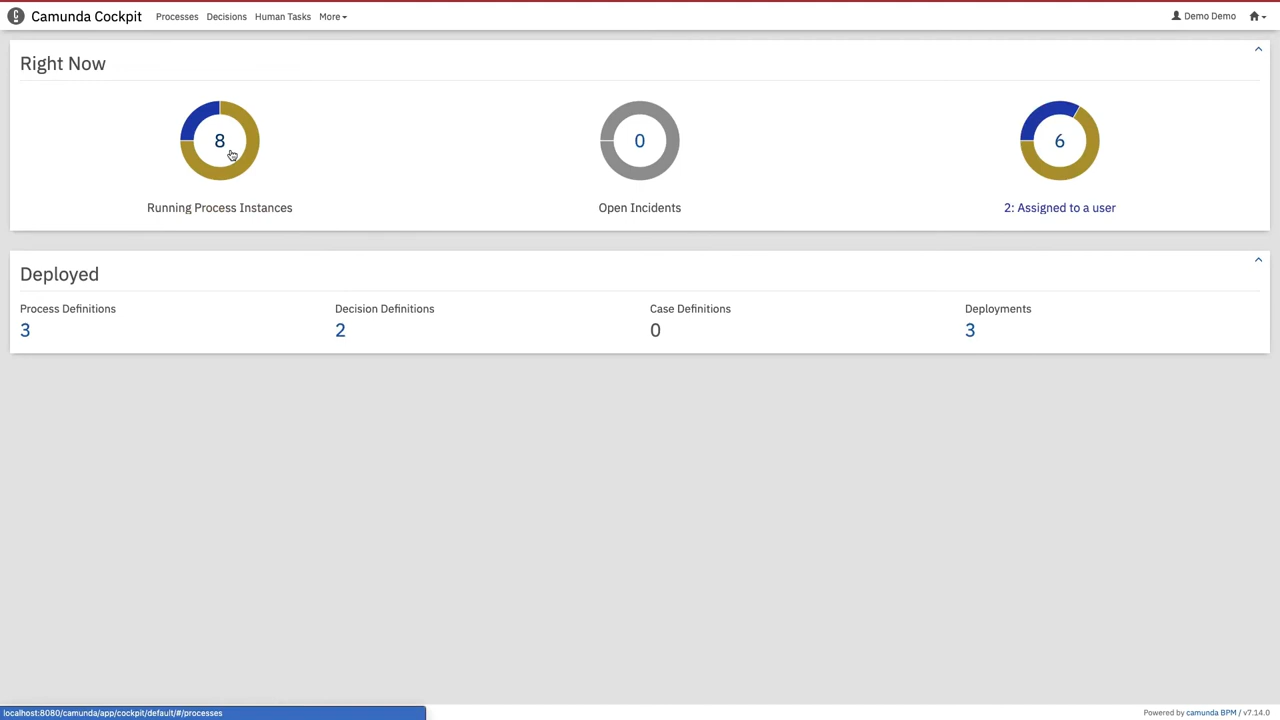 Camunda Cockpit Processes Decisions Human Tasks More Demo Demo
Right Now
8 0 6
Running Process Instances Open Incidents 2: Assigned to a user
Deployed
Process Definitions Decision Definitions Case Definitions Deployments
3 2 0 3
localhost:8080/camunda/app/cockpit/default/#/processes Powered by camunda BPM / v7.14.0